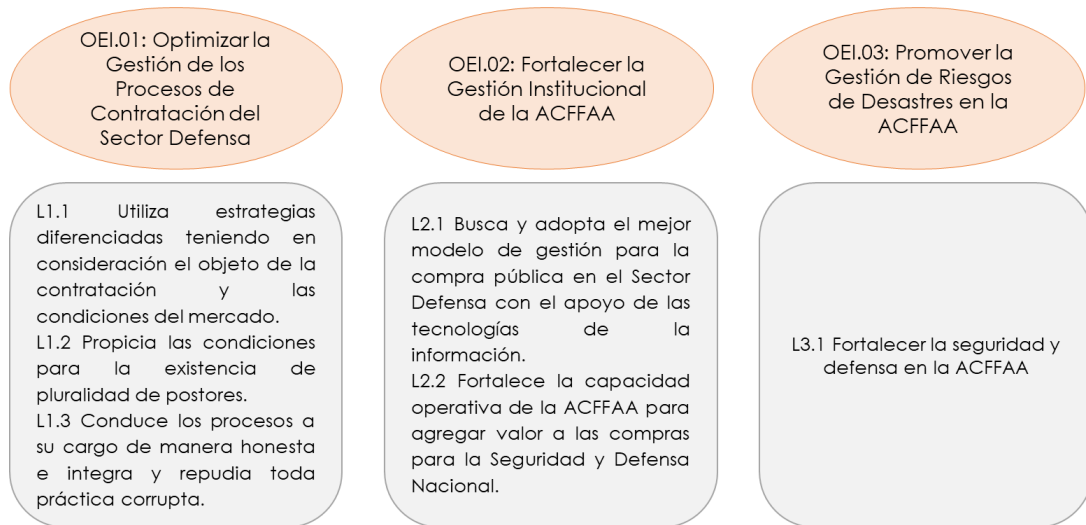 OEI.01: Optimizar la
Gestión de los
Procesos de
Contratación del
Sector Defensa
OEI.02: Fortalecer la
Gestión Institucional
de la ACFFAA
OEI.03: Promover la
Gestión de Riesgos
de Desastres en la
ACFFAA
L1.1 Utiliza estrategias
diferenciadas teniendo en
consideración el objeto de la
contratación y las
condiciones del mercado.
L1.2 Propicia las condiciones
para la existencia de
pluralidad de postores.
L1.3 Conduce los procesos a
su cargo de manera honesta
e integra y repudia toda
práctica corrupta.
L2.1 Busca y adopta el mejor
modelo de gestión para la
compra pública en el Sector
Defensa con el apoyo de las
tecnologías de la
información.
L2.2 Fortalece la capacidad
operativa de la ACFFAA para
agregar valor a las compras
para la Seguridad y Defensa
Nacional.
L3.1 Fortalecer la seguridad y
defensa en la ACFFAA